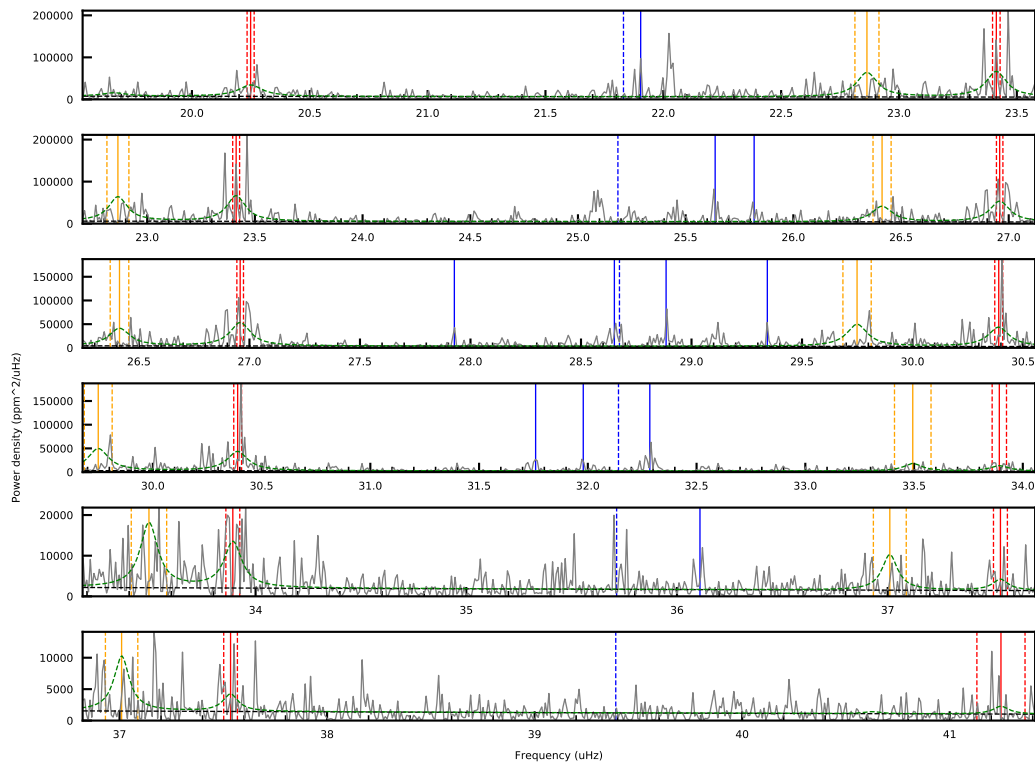 200000
100000
0
20.0 20.5 21.0 21.5 22.0 22.5 23.0 23.5
200000
100000
0
23.0 23.5 24.0 24.5 25.0 25.5 26.0 26.5 27.0
150000
100000
50000
0
26.5 27.0 27.5 28.0 28.5 29.0 29.5 30.0 30.5
Power density (ppm^2/uHz)
150000
100000
50000
0
30.0 30.5 31.0 31.5 32.0 32.5 33.0 33.5 34.0
20000
10000
0
34 35 36 37
10000
5000
0
37 38 39 40 41
Frequency (uHz)